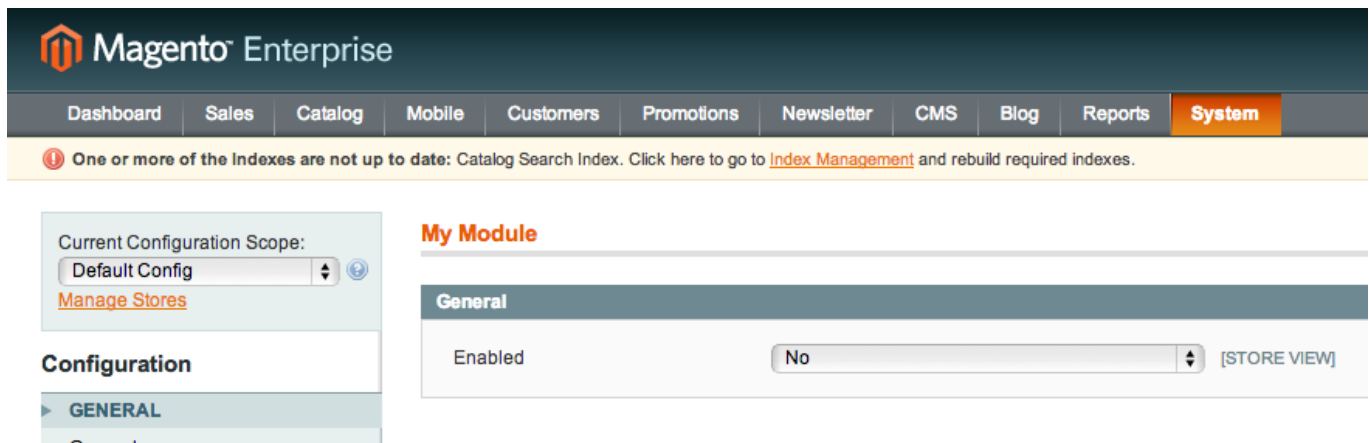 Magento™ Enterprise
Dashboard Sales Catalog Mobile Customers Promotions Newsletter CMS Blog Reports System
One or more of the Indexes are not up to date: Catalog Search Index. Click here to go to Index Management and rebuild required indexes.
Current Configuration Scope:
Default Config
Manage Stores
Configuration
GENERAL
My Module
General
Enabled No [STORE VIEW]